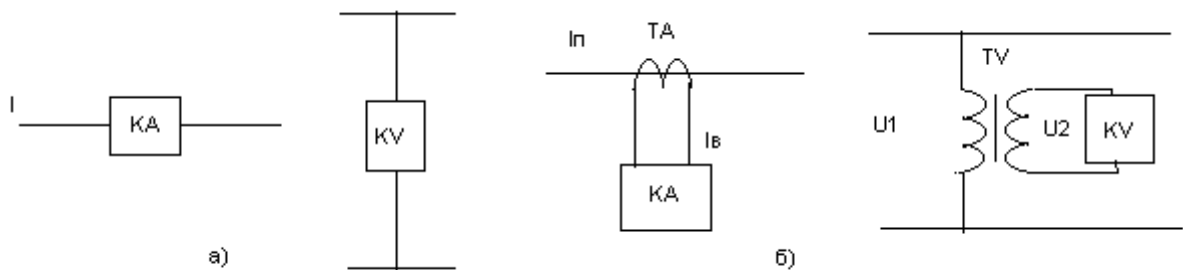 I
KA
KV
а)
Iп
TA
Iв
KA
б)
TV
U1
U2
KV